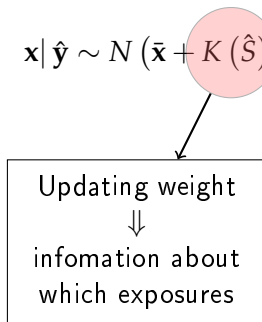 x| ŷ ∼ N (x̄ + K (Ŝ)
Updating weight
⇓
infomation about
which exposures